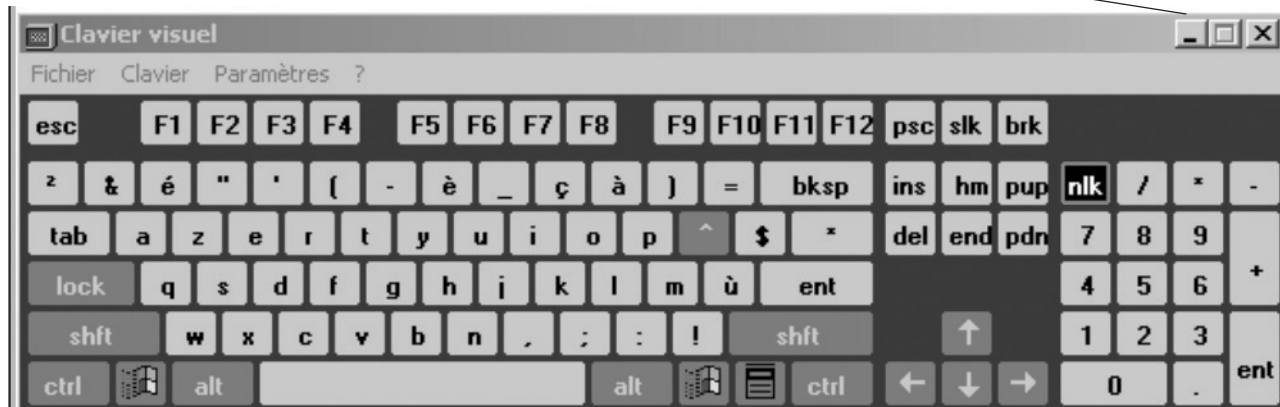 Clavier visuel
Fichier Clavier Paramètres ?
esc F1 F2 F3 F4 F5 F6 F7 F8 F9 F10 F11 F12 psc slk brk
² & é " ' ( - è _ ç à ) = bksp ins hm pup nlk / * -
tab a z e r t y u i o p ^ $ * del end pdn 7 8 9 +
lock q s d f g h j k l m ù ent 4 5 6
shft w x c v b n , ; : ! shft ↑ 1 2 3 ent
ctrl alt alt ctrl ← ↓ → 0 .